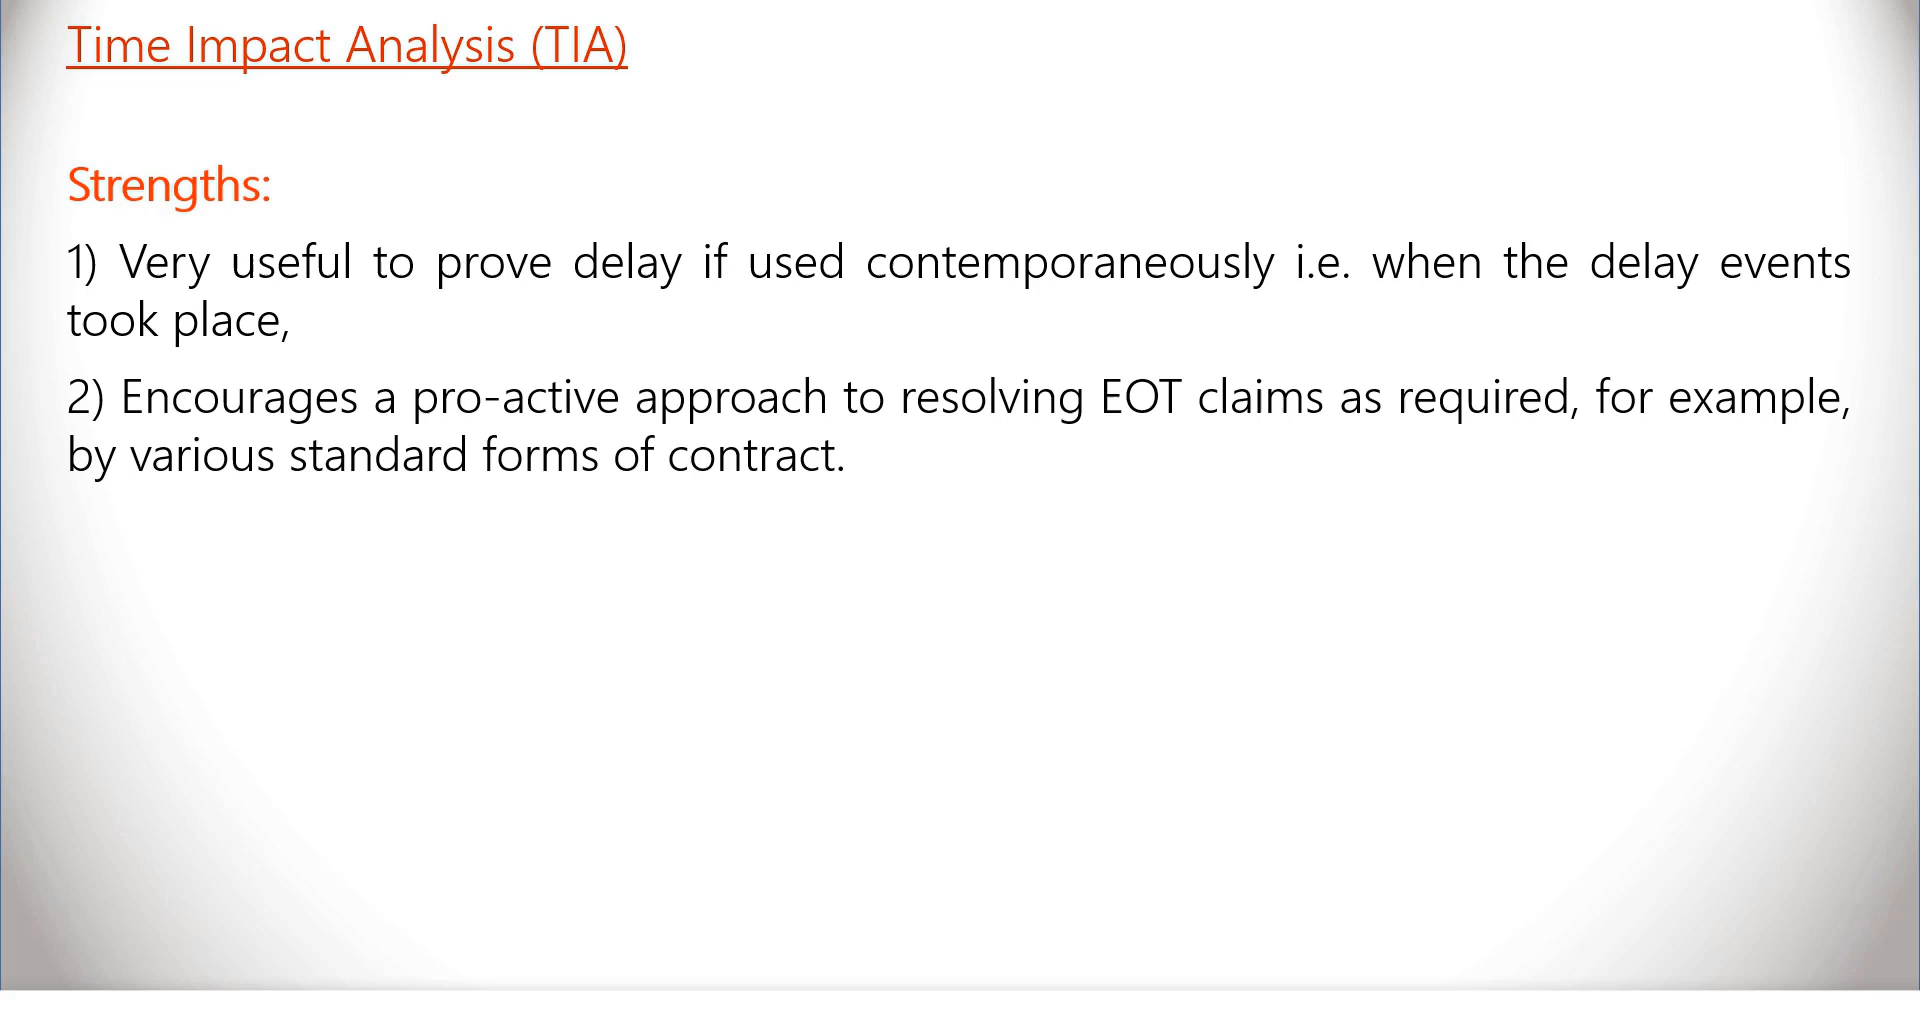 Time Impact Analysis (TIA)
Strengths:
1) Very useful to prove delay if used contemporaneously i.e. when the delay events
took place,
2) Encourages a pro-active approach to resolving EOT claims as required, for example,
by various standard forms of contract.